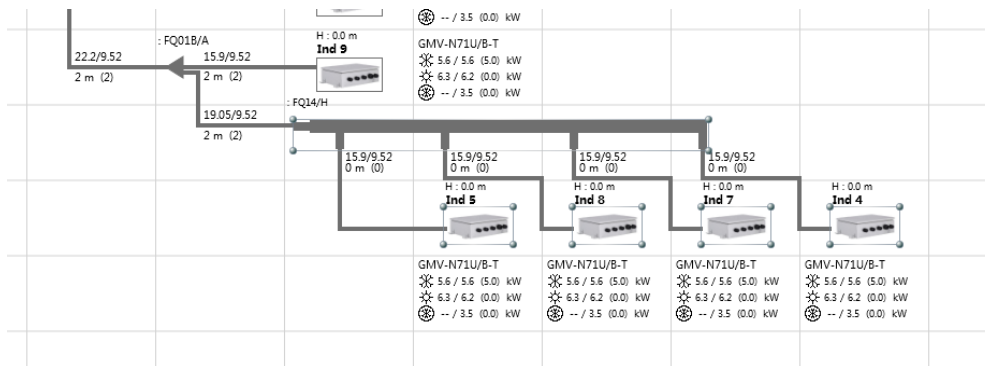 -- / 3.5 (0.0) kW
: FQ01B/A
H : 0.0 m
Ind 9
GMV-N71U/B-T
22.2/9.52
15.9/9.52
5.6 / 5.6 (5.0) kW
2 m (2)
2 m (2)
6.3 / 6.2 (0.0) kW
-- / 3.5 (0.0) kW
: FQ14/H
19.05/9.52
2 m (2)
15.9/9.52
0 m (0)
15.9/9.52
0 m (0)
15.9/9.52
0 m (0)
15.9/9.52
0 m (0)
H : 0.0 m
Ind 5
H : 0.0 m
Ind 8
H : 0.0 m
Ind 7
H : 0.0 m
Ind 4
GMV-N71U/B-T
5.6 / 5.6 (5.0) kW
6.3 / 6.2 (0.0) kW
-- / 3.5 (0.0) kW
GMV-N71U/B-T
5.6 / 5.6 (5.0) kW
6.3 / 6.2 (0.0) kW
-- / 3.5 (0.0) kW
GMV-N71U/B-T
5.6 / 5.6 (5.0) kW
6.3 / 6.2 (0.0) kW
-- / 3.5 (0.0) kW
GMV-N71U/B-T
5.6 / 5.6 (5.0) kW
6.3 / 6.2 (0.0) kW
-- / 3.5 (0.0) kW